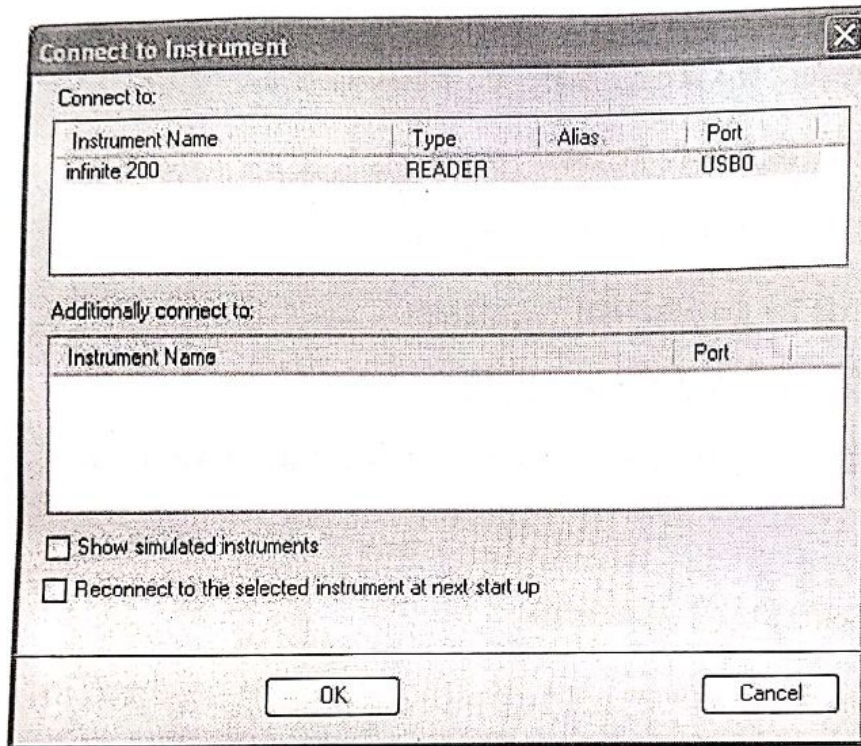 Connect to Instrument
Connect to:
Instrument Name Type Alias Port
infinite 200 READER USB0
Additionally connect to:
Instrument Name Port
Show simulated instruments
Reconnect to the selected instrument at next start up
OK Cancel